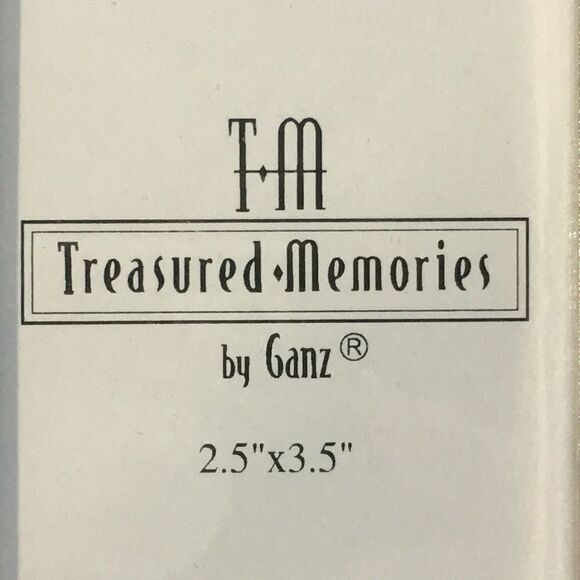 T♦M
Treasured♦Memories
by Ganz®
2.5"x3.5"